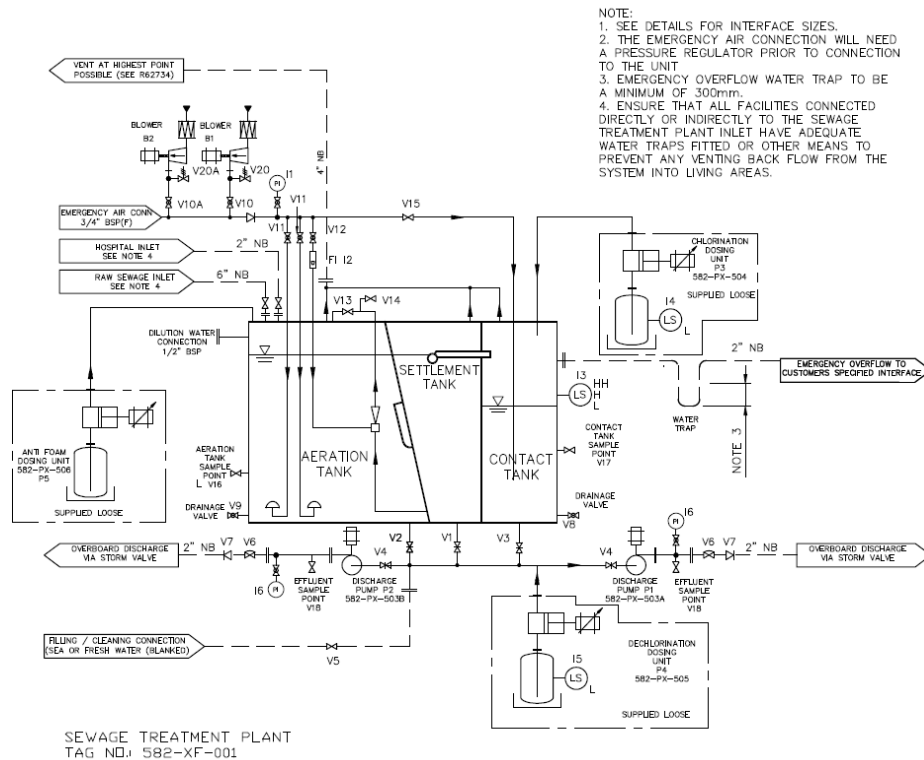 NOTE:
1. SEE DETAILS FOR INTERFACE SIZES.
2. THE EMERGENCY AIR CONNECTION WILL NEED
A PRESSURE REGULATOR PRIOR TO CONNECTION
TO THE UNIT
3. EMERGENCY OVERFLOW WATER TRAP TO BE
A MINIMUM OF 300mm.
4. ENSURE THAT ALL FACILITIES CONNECTED
DIRECTLY OR INDIRECTLY TO THE SEWAGE
TREATMENT PLANT INLET HAVE ADEQUATE
WATER TRAPS FITTED OR OTHER MEANS TO
PREVENT ANY VENTING BACK FLOW FROM THE
SYSTEM INTO LIVING AREAS.
VENT AT HIGHEST POINT
POSSIBLE (SEE R62734)
BLOWER
B2
BLOWER
B1
V20A
V20
I1
PI
4" NB
V10A
V10
V11
V11
V12
V15
EMERGENCY AIR CONN
3/4" BSP(F)
HOSPITAL INLET
SEE NOTE 4
2" NB
FI I2
RAW SEWAGE INLET
SEE NOTE 4
6" NB
V13
V14
CHLORINATION
DOSING
UNIT
P3
582-PX-504
SUPPLIED LOOSE
I4
LS
L
DILUTION WATER
CONNECTION
1/2" BSP
SETTLEMENT
TANK
I3
LS
HH
H
L
2" NB
EMERGENCY OVERFLOW TO
CUSTOMERS SPECIFIED INTERFACE
WATER
TRAP
NOTE 3
ANTI FOAM
DOSING UNIT
582-PX-506
P5
SUPPLIED LOOSE
AERATION
TANK
SAMPLE
POINT
L V16
AERATION
TANK
CONTACT
TANK
CONTACT
TANK
SAMPLE
POINT
V17
DRAINAGE
VALVE
V9
DRAINAGE
VALVE
V8
OVERBOARD DISCHARGE
VIA STORM VALVE
2" NB
V7
V6
I6
PI
EFFLUENT
SAMPLE
POINT
V18
DISCHARGE
PUMP P2
582-PX-503B
V4
V2
V1
V3
V4
DISCHARGE
PUMP P1
582-PX-503A
I6
PI
V6
V7
2" NB
EFFLUENT
SAMPLE
POINT
V18
OVERBOARD DISCHARGE
VIA STORM VALVE
FILLING / CLEANING CONNECTION
(SEA OR FRESH WATER (BLANKED)
V5
I5
LS
L
DECHLORINATION
DOSING
UNIT
P4
582-PX-505
SUPPLIED LOOSE
SEWAGE TREATMENT PLANT
TAG NO.: 582-XF-001